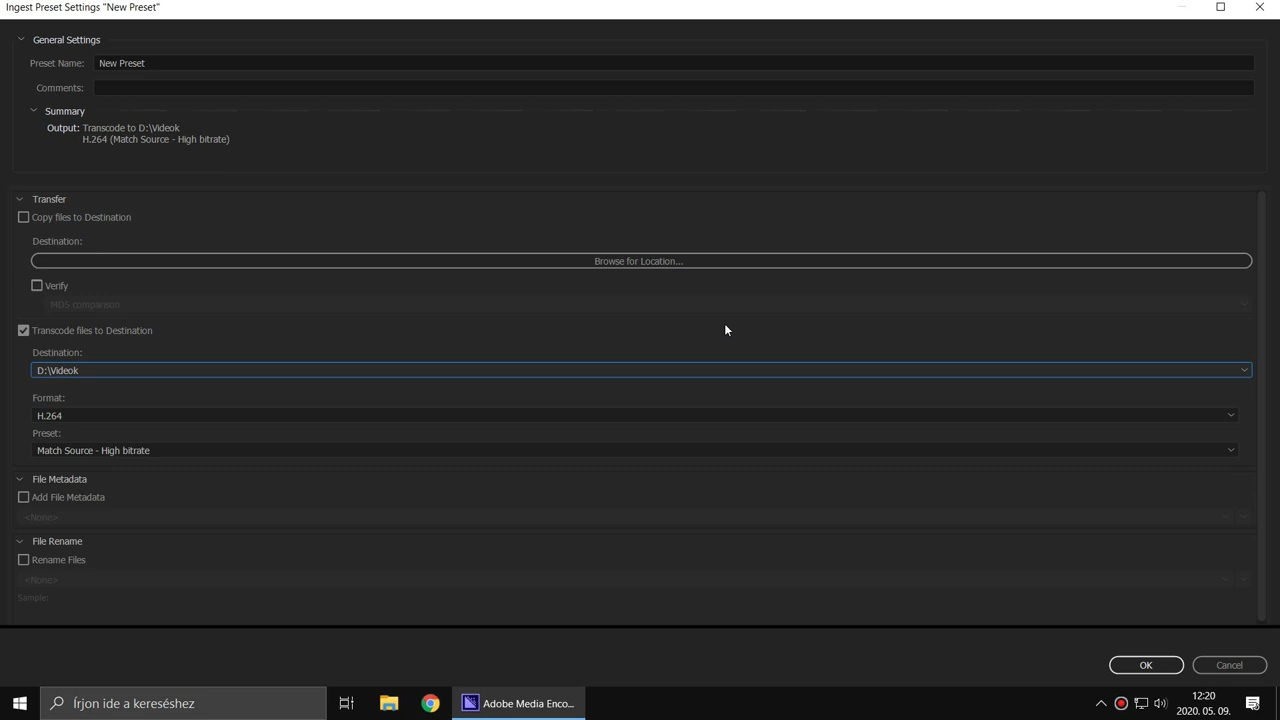 Ingest Preset Settings "New Preset"
General Settings
Preset Name: New Preset
Comments:
Summary
Output: Transcode to D:\Videok
H.264 (Match Source - High bitrate)
Transfer
Copy files to Destination
Destination:
Browse for Location...
Verify
MD5 comparison
Transcode files to Destination
Destination:
D:\Videok
Format:
H.264
Preset:
Match Source - High bitrate
File Metadata
Add File Metadata
<None>
File Rename
Rename Files
<None>
Sample:
OK Cancel
Írjon ide a kereséshez
Adobe Media Enco...
12:20
2020. 05. 09.